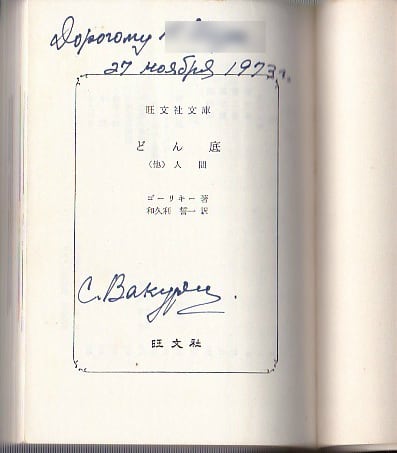 Дорогому
27 ноября 1973г.
旺文社文庫
どん底
〈他〉人間
ゴーリキー著
和久利誓一訳
С. Вакури
旺文社